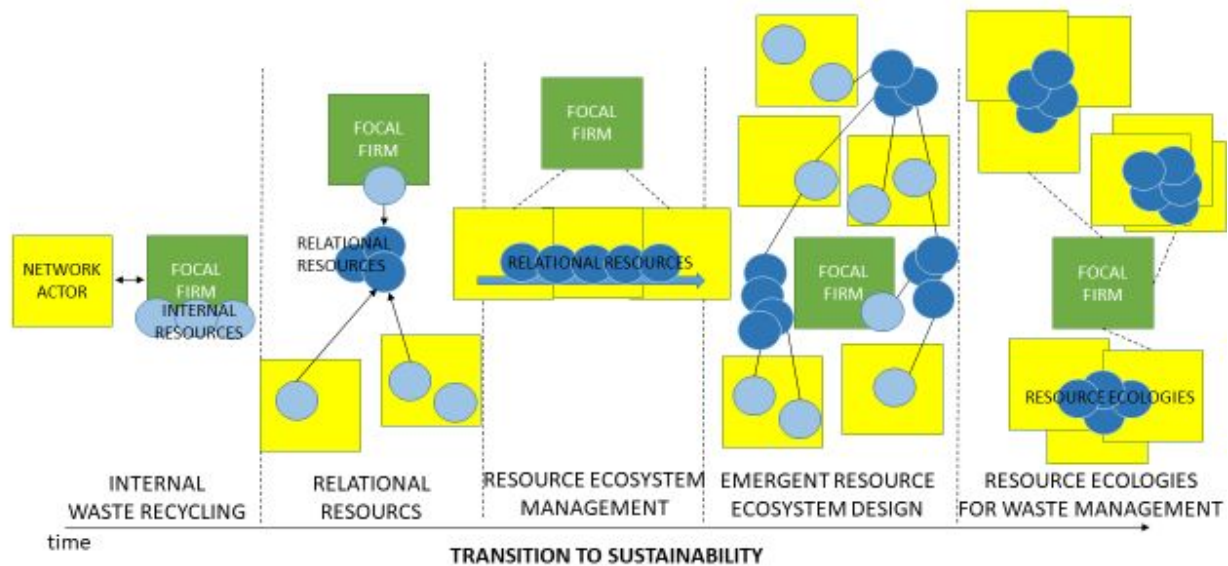 NETWORK
ACTOR
FOCAL
FIRM
INTERNAL
RESOURCES
INTERNAL
WASTE RECYCLING
FOCAL
FIRM
RELATIONAL
RESOURCES
RELATIONAL
RESOURCS
FOCAL
FIRM
RELATIONAL RESOURCES
RESOURCE ECOSYSTEM
MANAGEMENT
FOCAL
FIRM
EMERGENT RESOURCE
ECOSYSTEM DESIGN
FOCAL
FIRM
RESOURCE ECOLOGIES
RESOURCE ECOLOGIES
FOR WASTE MANAGEMENT
time
TRANSITION TO SUSTAINABILITY